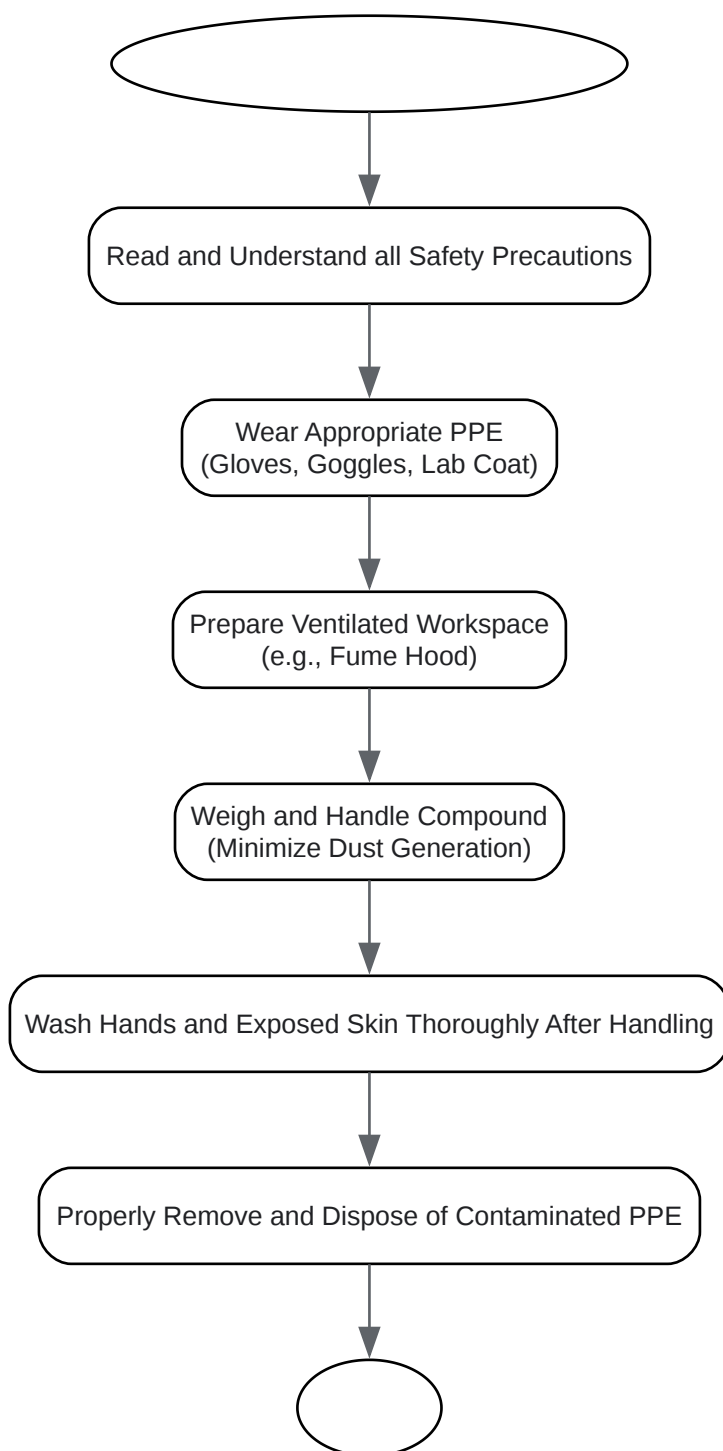 Read and Understand all Safety Precautions
Wear Appropriate PPE
(Gloves, Goggles, Lab Coat)
Prepare Ventilated Workspace
(e.g., Fume Hood)
Weigh and Handle Compound
(Minimize Dust Generation)
Wash Hands and Exposed Skin Thoroughly After Handling
Properly Remove and Dispose of Contaminated PPE